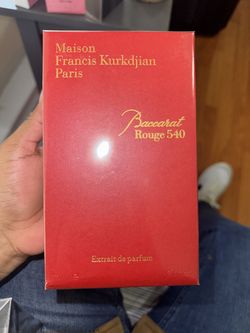 Maison
Francis Kurkdjian
Paris
Baccarat
Rouge 540
Extrait de parfum